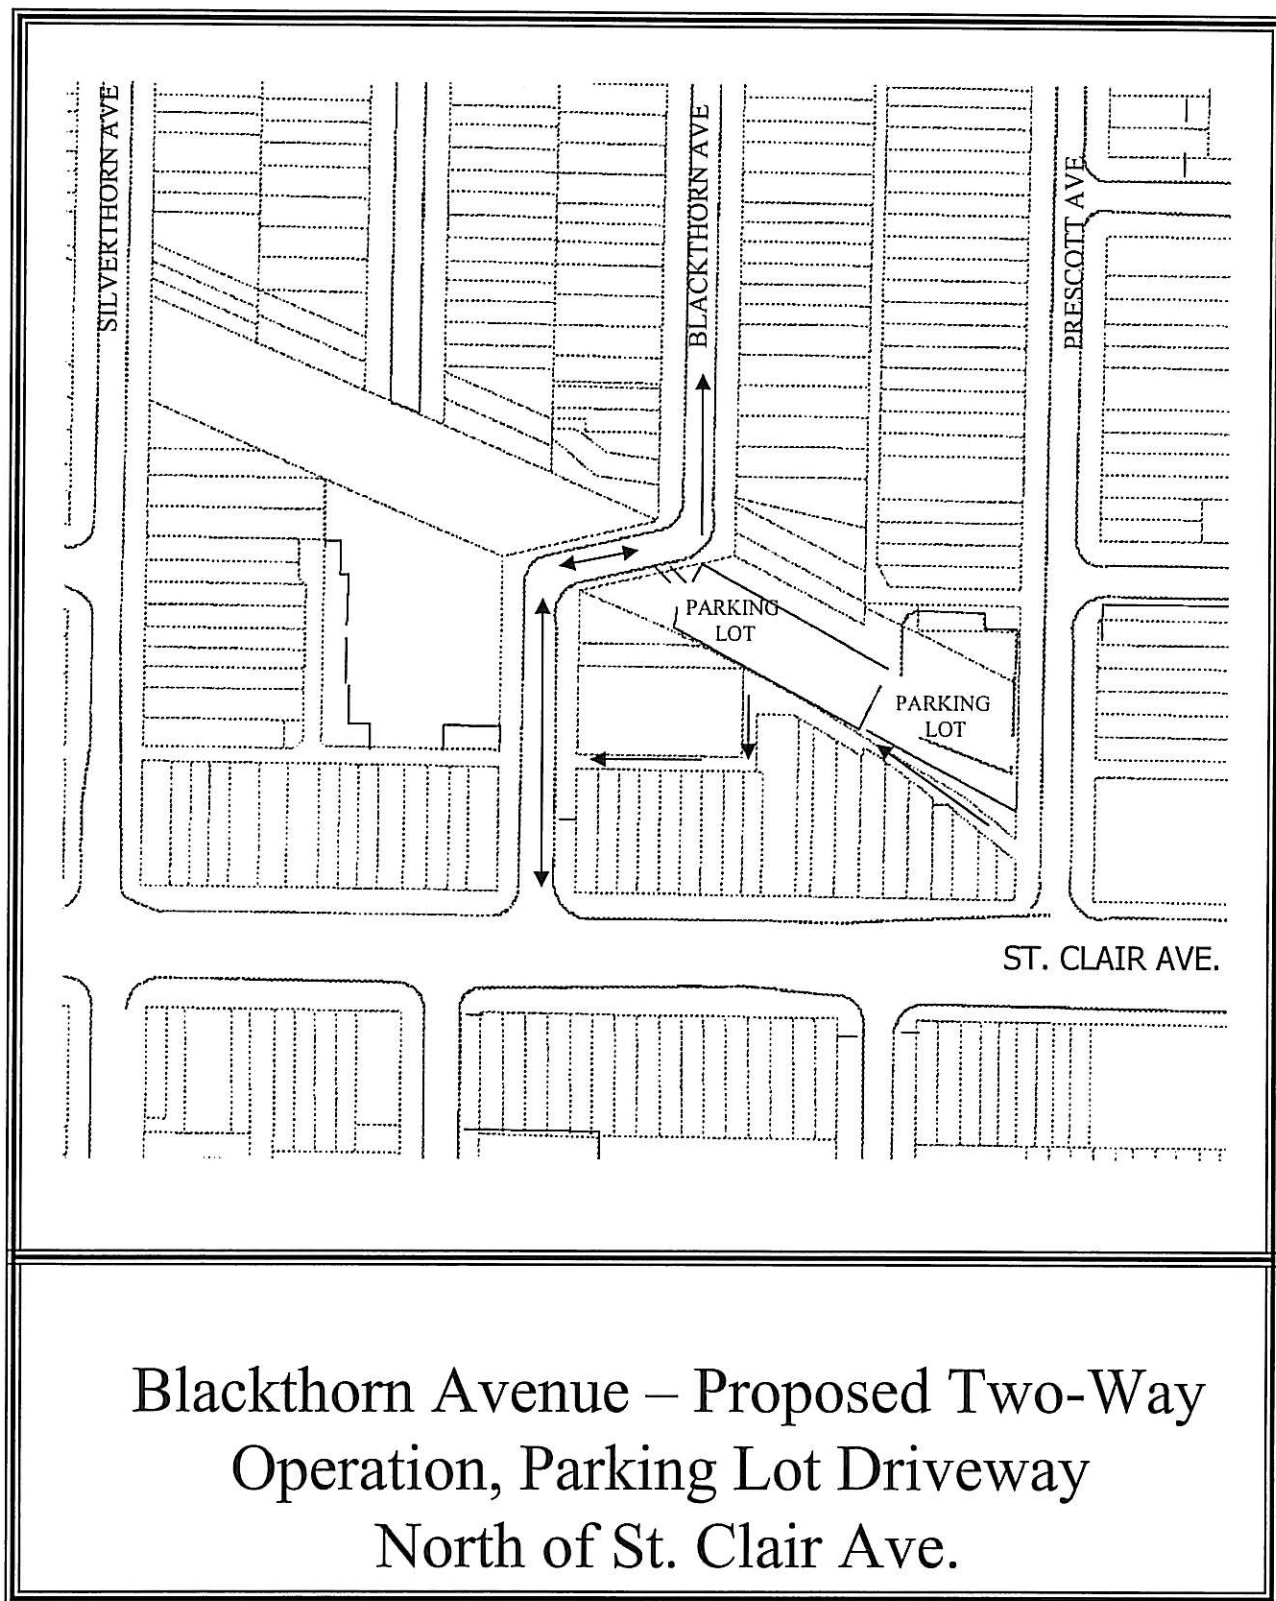 SILVERTHORN AVE
BLACKTHORN AVE
PRESCOTT AVE
PARKING
LOT
PARKING
LOT
ST. CLAIR AVE.
Blackthorn Avenue – Proposed Two-Way
Operation, Parking Lot Driveway
North of St. Clair Ave.